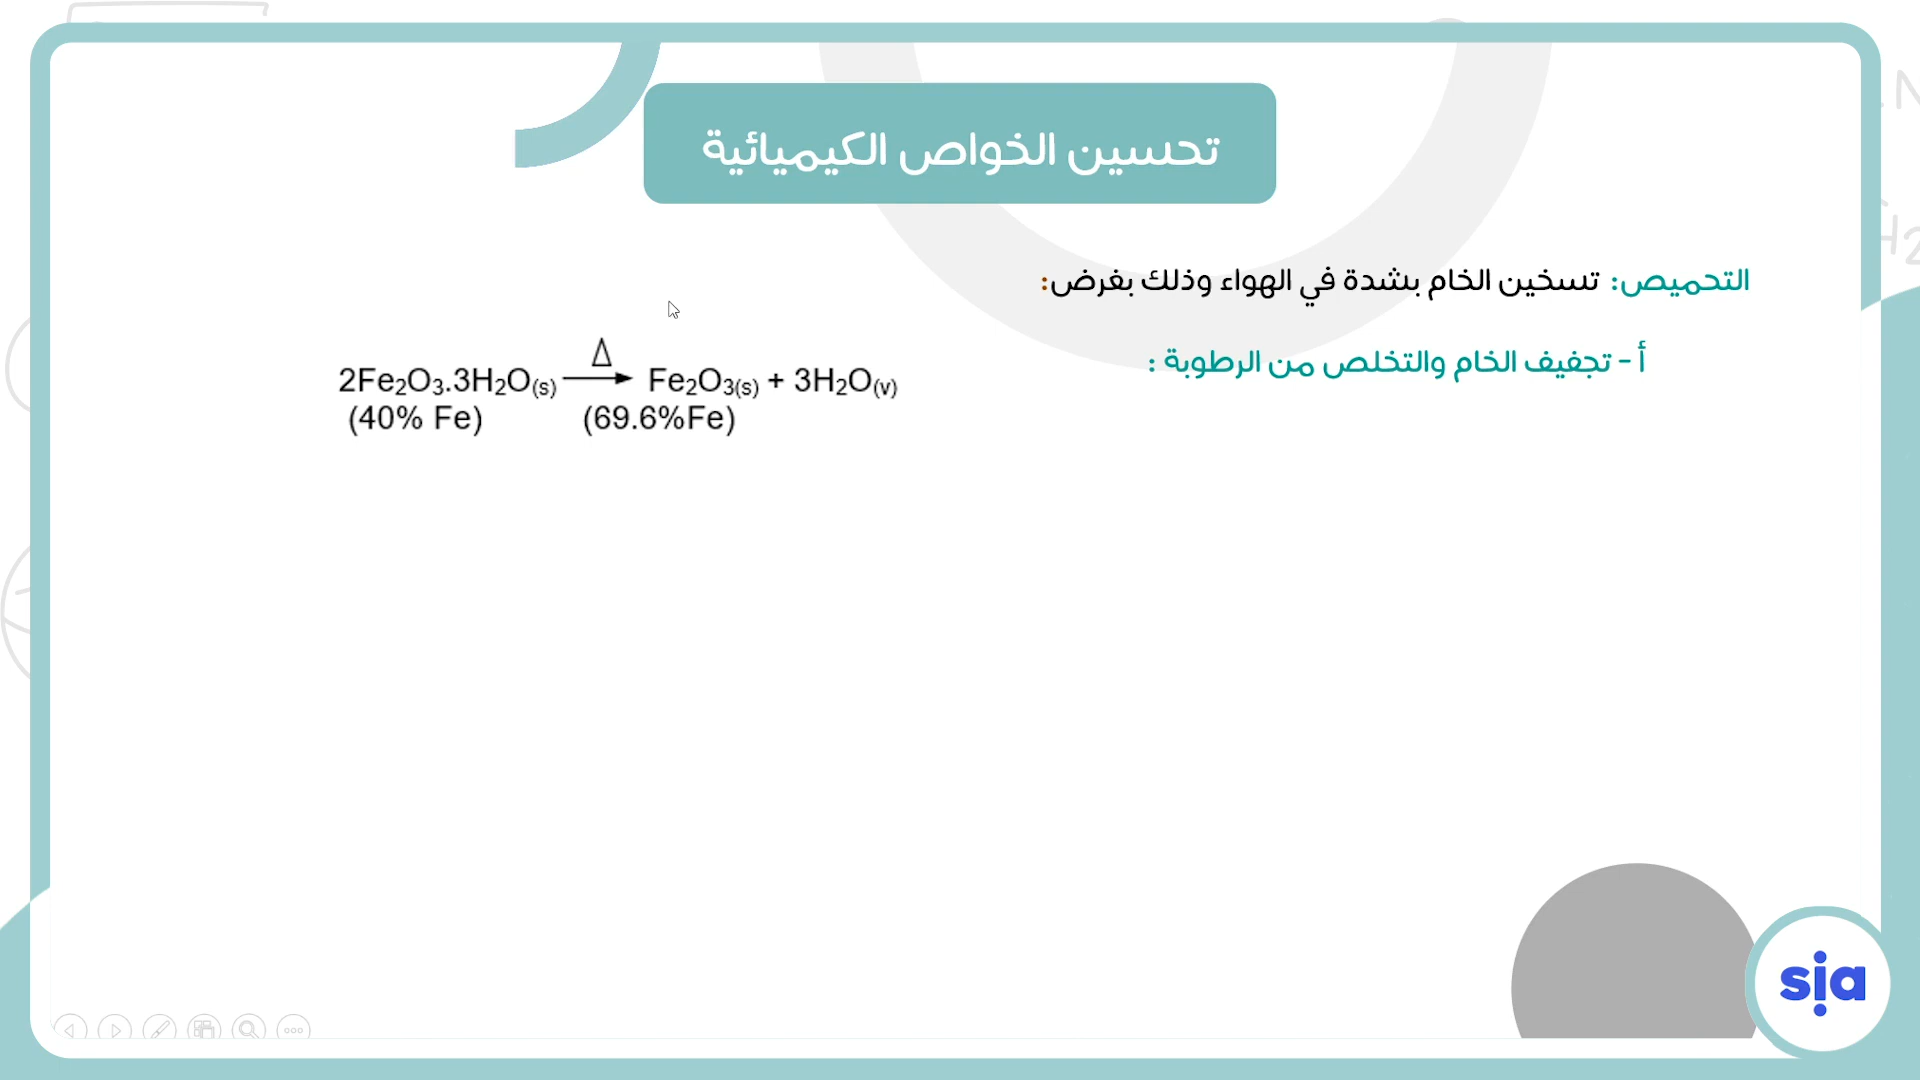 تحسين الخواص الكيميائية
التحميص: تسخين الخام بشدة في الهواء وذلك بغرض:
أ - تجفيف الخام والتخلص من الرطوبة :
2Fe₂O₃.3H₂O(s) —Δ→ Fe₂O₃(s) + 3H₂O(v)
(40% Fe) (69.6%Fe)
sia